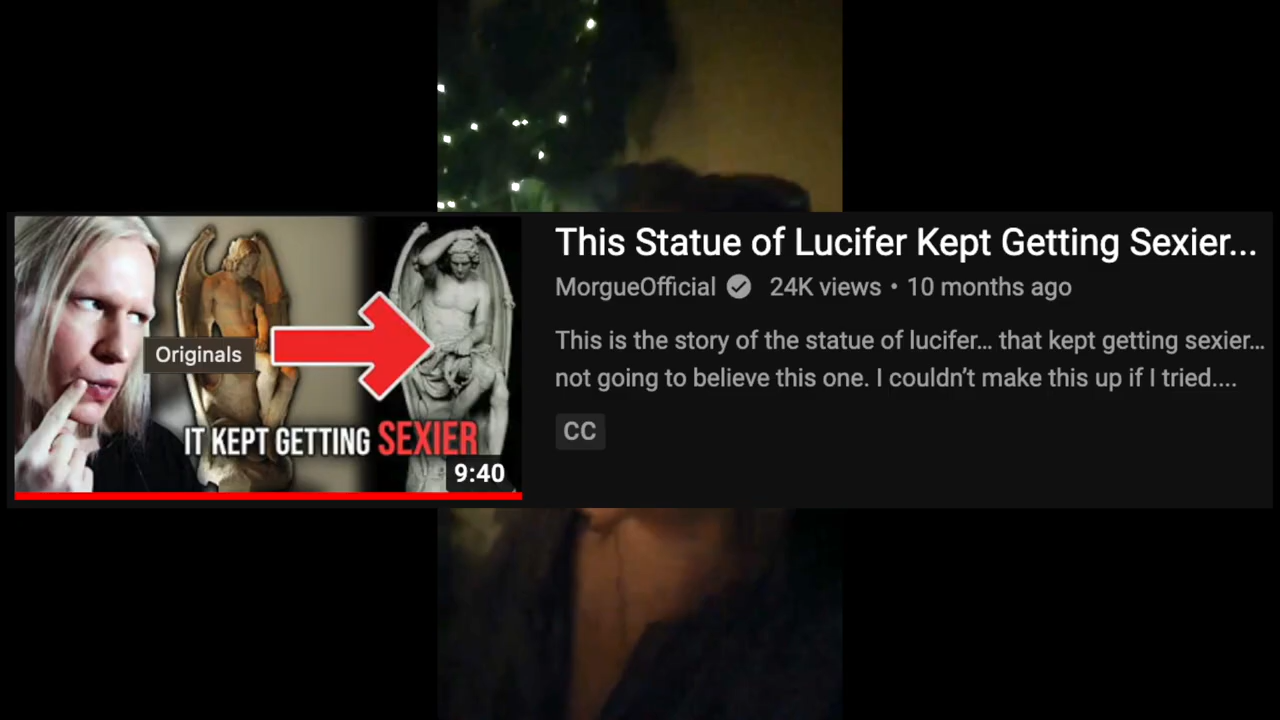 This Statue of Lucifer Kept Getting Sexier...
MorgueOfficial 24K views • 10 months ago
Originals
This is the story of the statue of lucifer… that kept getting sexier…
not going to believe this one. I couldn’t make this up if I tried....
IT KEPT GETTING SEXIER
CC
9:40